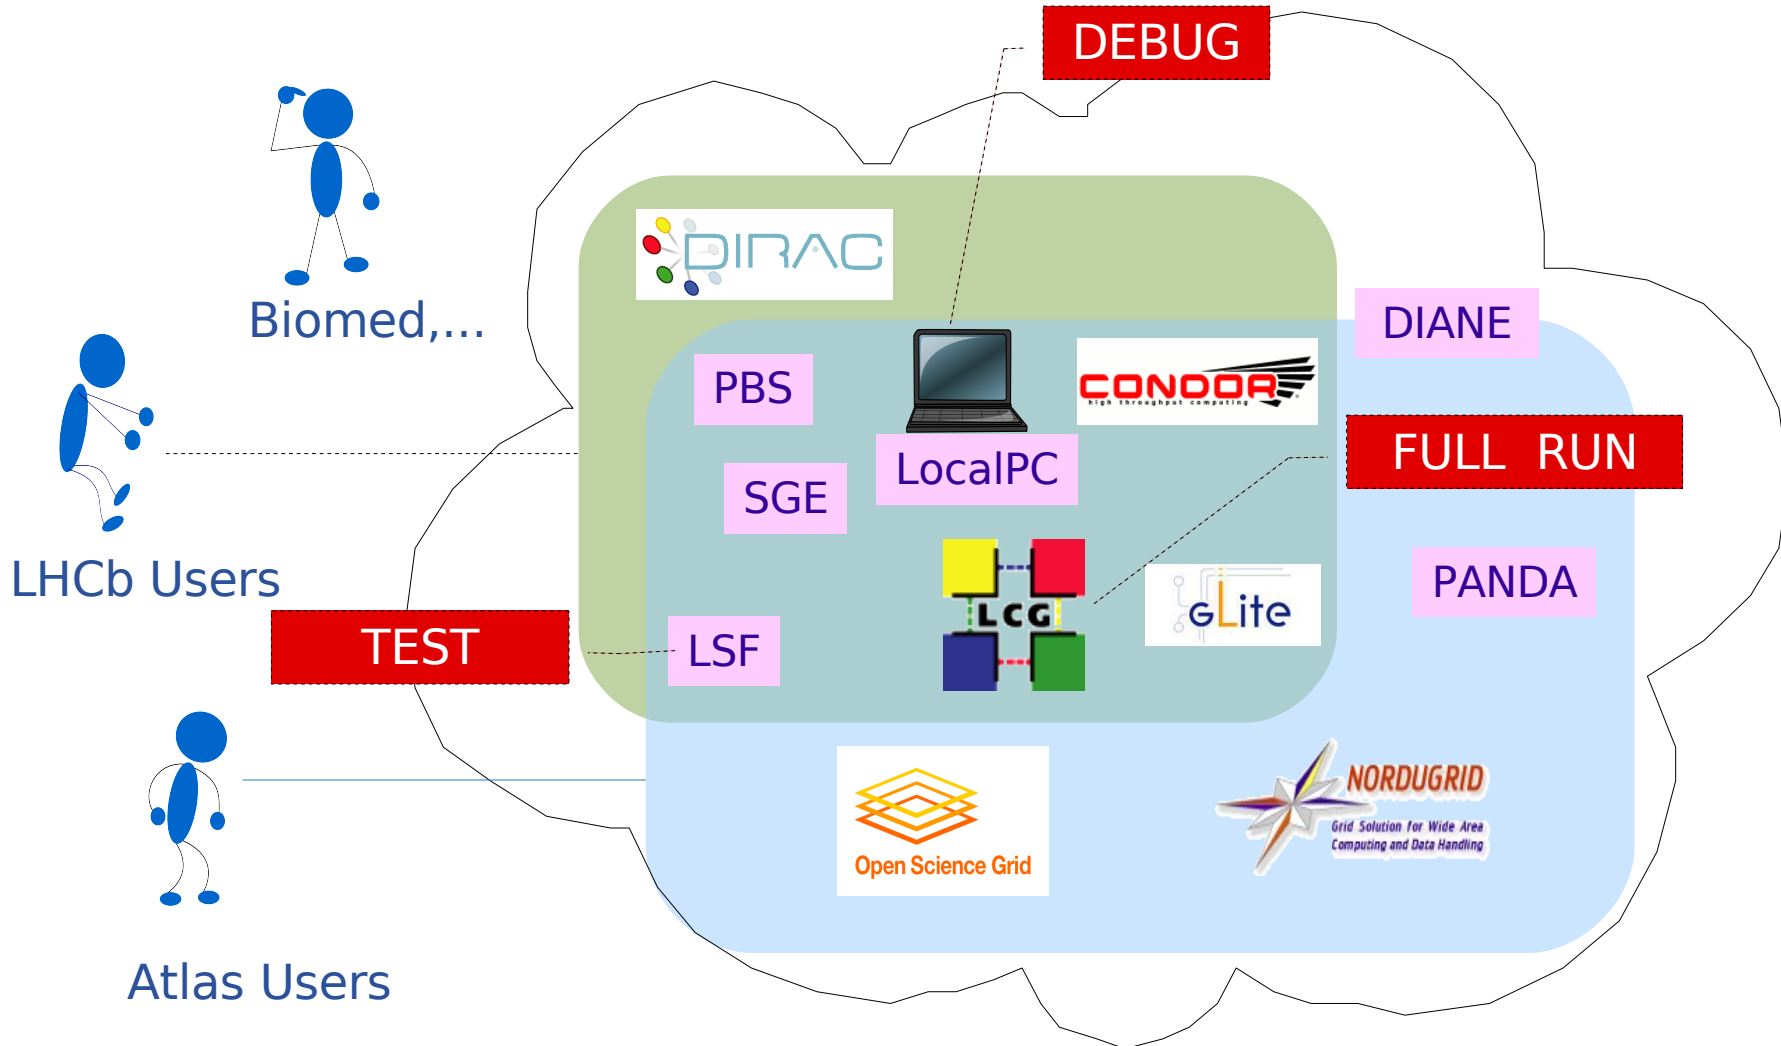 DEBUG
DIRAC
Biomed,...
DIANE
PBS
CONDOR
high throughput computing
LocalPC
FULL RUN
SGE
LHCb Users
LCG
gLite
PANDA
TEST
LSF
NORDUGRID
Grid Solution for Wide Area
Computing and Data Handling
Open Science Grid
Atlas Users